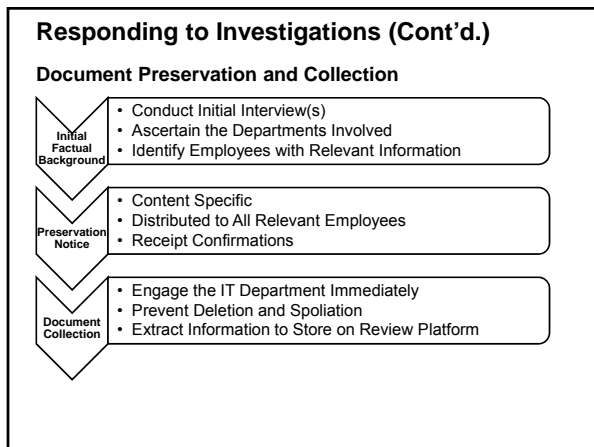 Responding to Investigations (Cont’d.)
Document Preservation and Collection
Initial
Factual
Background
• Conduct Initial Interview(s)
• Ascertain the Departments Involved
• Identify Employees with Relevant Information
Preservation
Notice
• Content Specific
• Distributed to All Relevant Employees
• Receipt Confirmations
Document
Collection
• Engage the IT Department Immediately
• Prevent Deletion and Spoliation
• Extract Information to Store on Review Platform